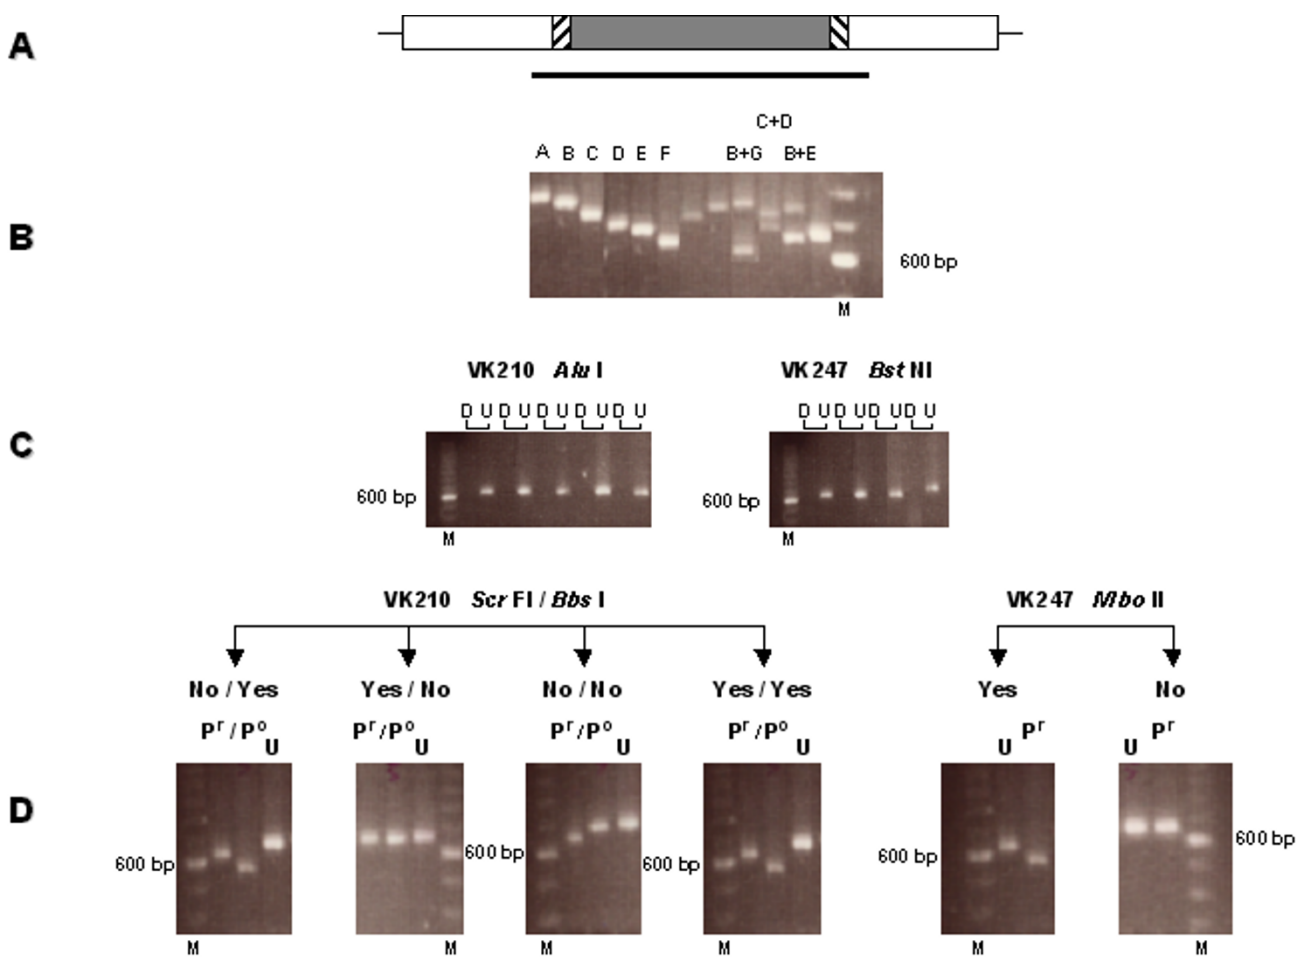 A
C+D
A B C D E F B+G B+E
B
600 bp
M
VK210 Alu I VK247 Bst NI
D U D U D U D U D U D U D U D U D U
C
600 bp 600 bp
M M
VK210 Scr FI / Bbs I VK247 Mbo II
No / Yes Yes / No No / No Yes / Yes Yes No
Pr / Po Pr / Po Pr / Po Pr / Po Pr Pr
U U U U U U
D
600 bp 600 bp 600 bp 600 bp 600 bp 600 bp
M M M M M M